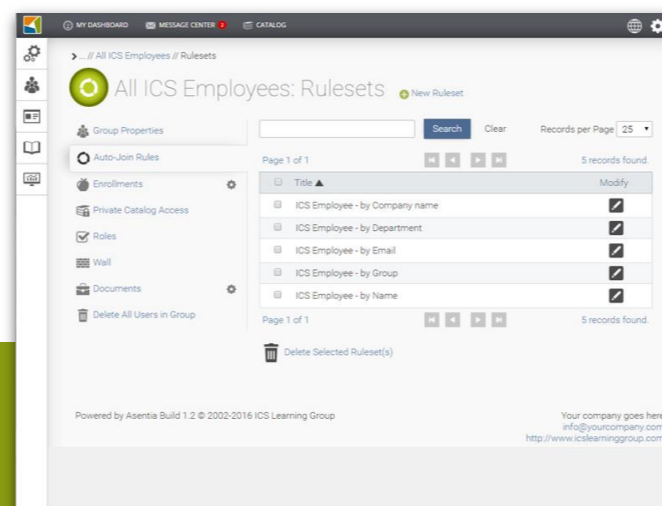 MY DASHBOARD MESSAGE CENTER 2 CATALOG
...// All ICS Employees // Rulesets
All ICS Employees: Rulesets New Ruleset
Group Properties
Auto-Join Rules
Enrollments
Private Catalog Access
Roles
Wall
Documents
Delete All Users in Group
Search Clear Records per Page 25
Page 1 of 1 5 records found.
Title Modify
ICS Employee - by Company name
ICS Employee - by Department
ICS Employee - by Email
ICS Employee - by Group
ICS Employee - by Name
Page 1 of 1 5 records found.
Delete Selected Ruleset(s)
Powered by Asentia Build 1.2 © 2002-2016 ICS Learning Group
Your company goes here
info@yourcompany.com
http://www.icslearninggroup.com